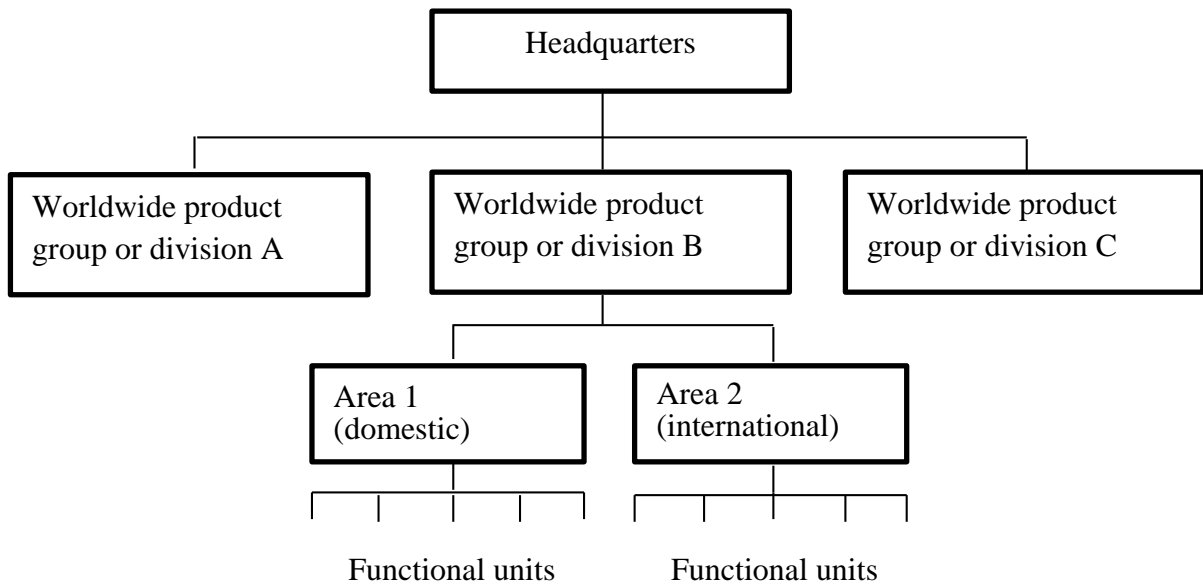 Headquarters
Worldwide product
group or division A
Worldwide product
group or division B
Worldwide product
group or division C
Area 1
(domestic)
Area 2
(international)
Functional units
Functional units